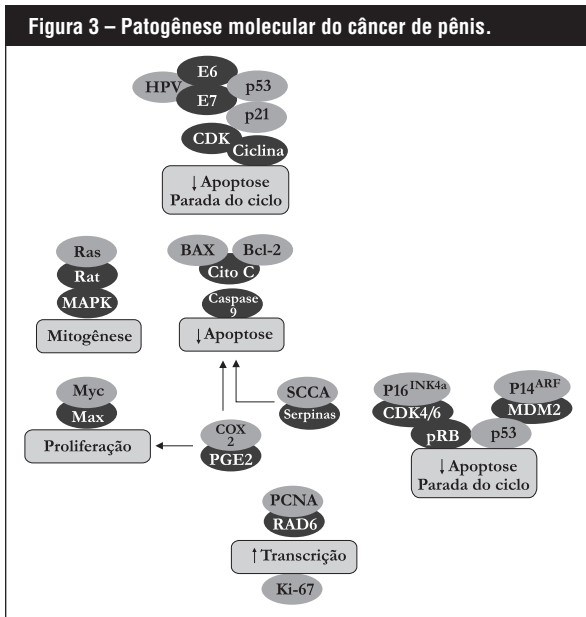 Figura 3 – Patogênese molecular do câncer de pênis.
HPV
E6
E7
p53
p21
CDK
Ciclina
↓ Apoptose
Parada do ciclo
Ras
Rat
MAPK
Mitogênese
BAX
Bcl-2
Cito C
Caspase
9
↓ Apoptose
Myc
Max
Proliferação
COX
2
PGE2
SCCA
Serpinas
P16INK4a
CDK4/6
pRB
P14ARF
MDM2
p53
↓ Apoptose
Parada do ciclo
PCNA
RAD6
↑ Transcrição
Ki-67